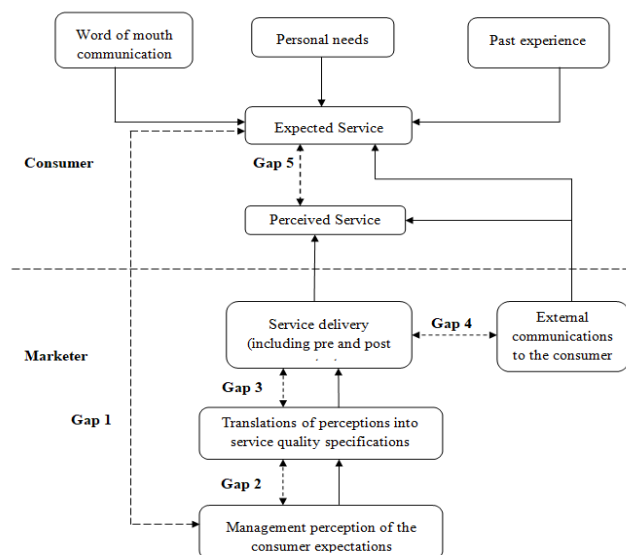 Word of mouth
communication
Personal needs
Past experience
Expected Service
Consumer
Gap 5
Perceived Service
Service delivery
(including pre and post
Gap 4
External
communications
to the consumer
Marketer
Gap 3
Gap 1
Translations of perceptions into
service quality specifications
Gap 2
Management perception of the
consumer expectations